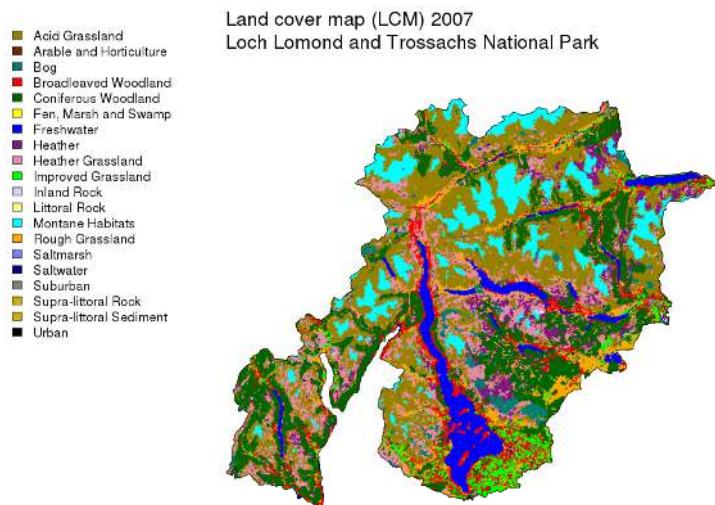 Land cover map (LCM) 2007
Loch Lomond and Trossachs National Park
Acid Grassland
Arable and Horticulture
Bog
Broadleaved Woodland
Coniferous Woodland
Fen, Marsh and Swamp
Freshwater
Heather
Heather Grassland
Improved Grassland
Inland Rock
Littoral Rock
Montane Habitats
Rough Grassland
Saltmarsh
Saltwater
Suburban
Supra-littoral Rock
Supra-littoral Sediment
Urban